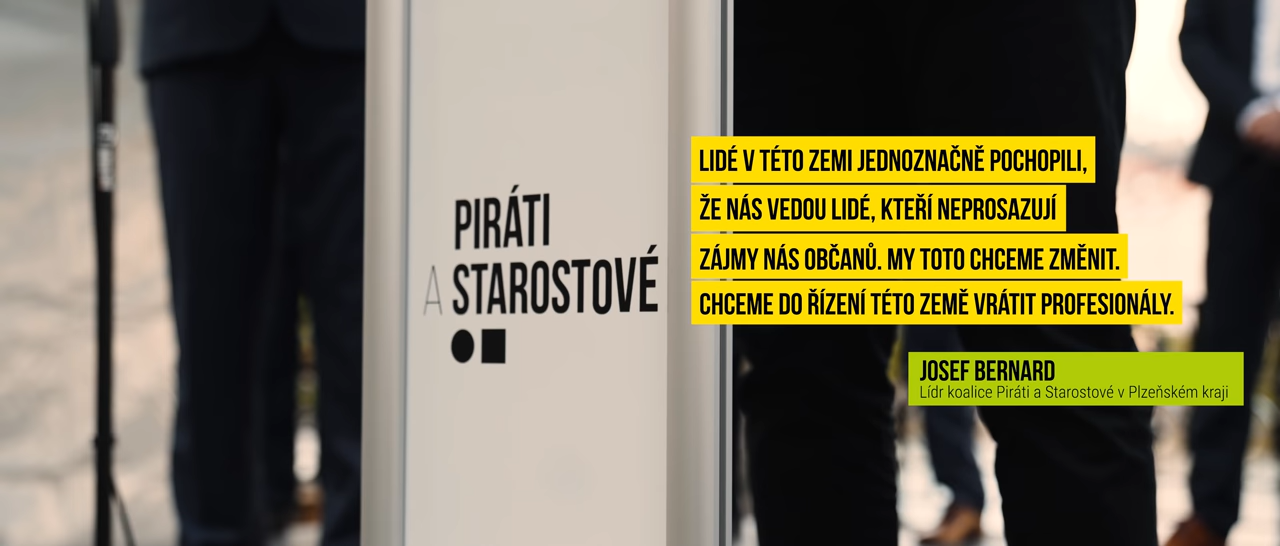 PIRÁTI
A STAROSTOVÉ
LIDÉ V TÉTO ZEMI JEDNOZNAČNĚ POCHOPILI,
ŽE NÁS VEDOU LIDÉ, KTEŘÍ NEPROSAZUJÍ
ZÁJMY NÁS OBČANŮ. MY TOTO CHCEME ZMĚNIT.
CHCEME DO ŘÍZENÍ TÉTO ZEMĚ VRÁTIT PROFESIONÁLY.
JOSEF BERNARD
Lídr koalice Piráti a Starostové v Plzeňském kraji